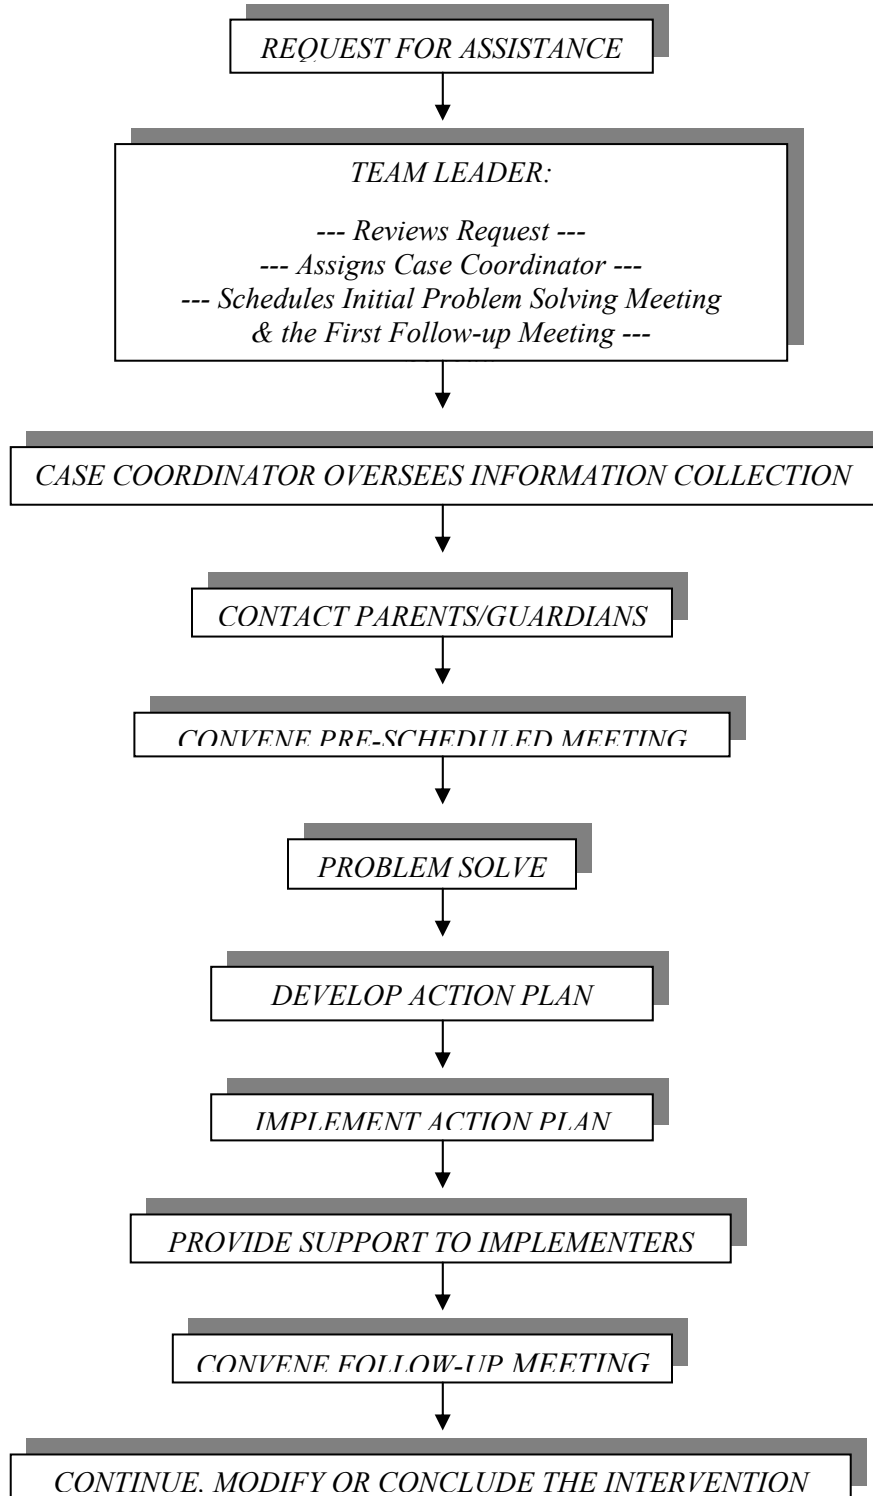 REQUEST FOR ASSISTANCE
TEAM LEADER:
--- Reviews Request ---
--- Assigns Case Coordinator ---
--- Schedules Initial Problem Solving Meeting
& the First Follow-up Meeting ---
CASE COORDINATOR OVERSEES INFORMATION COLLECTION
CONTACT PARENTS/GUARDIANS
CONVENE PRE-SCHEDULED MEETING
PROBLEM SOLVE
DEVELOP ACTION PLAN
IMPLEMENT ACTION PLAN
PROVIDE SUPPORT TO IMPLEMENTERS
CONVENE FOLLOW-UP MEETING
CONTINUE, MODIFY OR CONCLUDE THE INTERVENTION